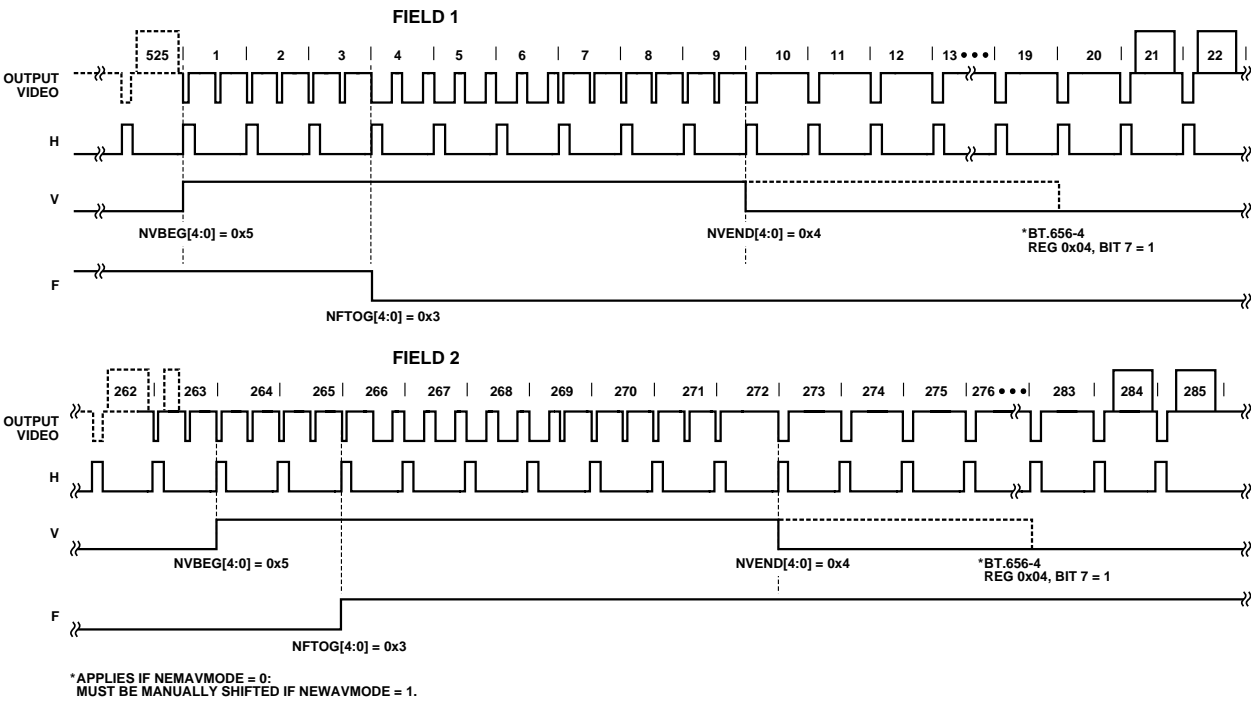 FIELD 1
525 1 2 3 4 5 6 7 8 9 10 11 12 13 ••• 19 20 21 22
OUTPUT
VIDEO
H
V
NVBEG[4:0] = 0x5 NVEND[4:0] = 0x4 *BT.656-4
REG 0x04, BIT 7 = 1
F
NFTOG[4:0] = 0x3
FIELD 2
262 263 264 265 266 267 268 269 270 271 272 273 274 275 276 ••• 283 284 285
OUTPUT
VIDEO
H
V
NVBEG[4:0] = 0x5 NVEND[4:0] = 0x4 *BT.656-4
REG 0x04, BIT 7 = 1
F
NFTOG[4:0] = 0x3
*APPLIES IF NEMAVMODE = 0:
MUST BE MANUALLY SHIFTED IF NEWAVMODE = 1.